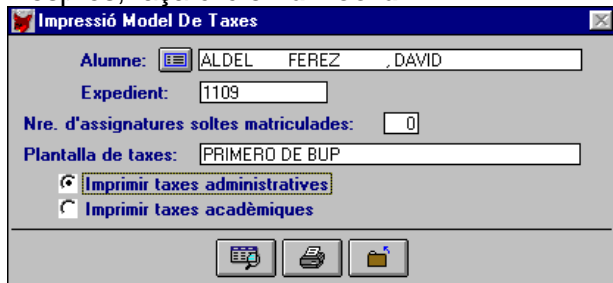 Impressió Model De Taxes
Alumne: ALDEL FEREZ , DAVID
Expedient: 1109
Nre. d'assignatures soltes matriculades: 0
Plantalla de taxes: PRIMERO DE BUP
Imprimir taxes administratives
Imprimir taxes acadèmiques